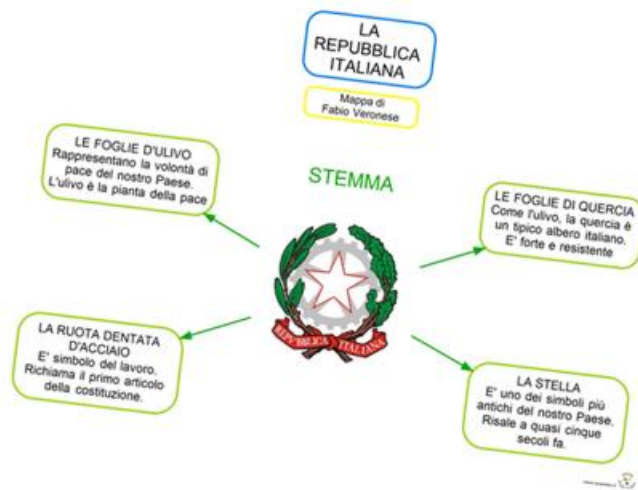 LA
REPUBBLICA
ITALIANA
Mappa di
Fabio Veronese
STEMMA
LE FOGLIE D'ULIVO
Rappresentano la volontà di
pace del nostro Paese.
L'ulivo è la pianta della pace
LE FOGLIE DI QUERCIA
Come l'ulivo, la quercia è
un tipico albero italiano.
E' forte e resistente
REPVBBLICA ITALIANA
LA RUOTA DENTATA
D'ACCIAIO
E' simbolo del lavoro.
Richiama il primo articolo
della costituzione.
LA STELLA
E' uno dei simboli più
antichi del nostro Paese.
Risale a quasi cinque
secoli fa.